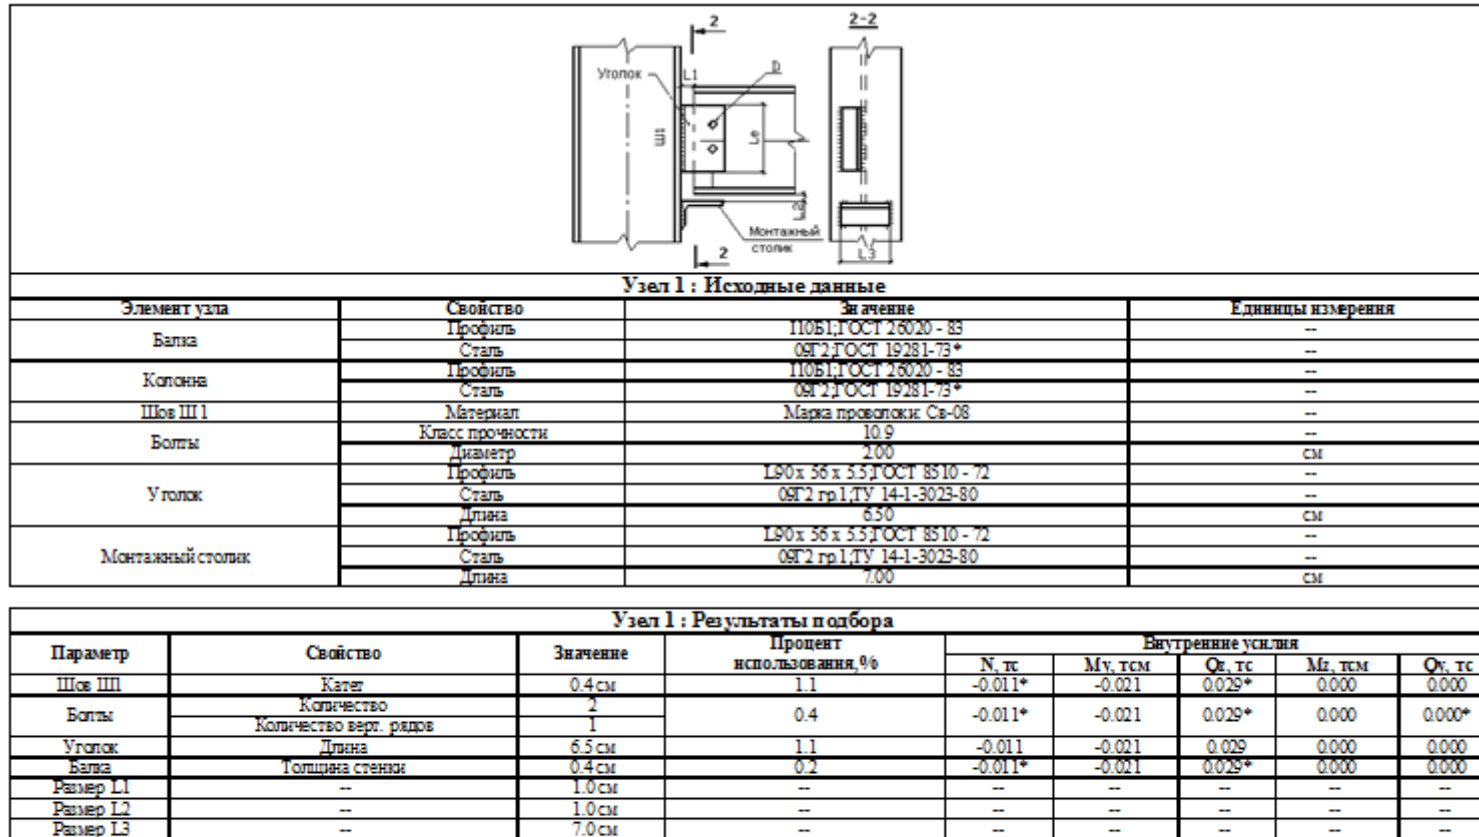 2
2-2
Уголок
L1
D
Ш1
Le
L2
Монтажный
столик
2
L3
Узел 1 : Исходные данные
Элемент узла Свойство Значение Единицы измерения
Балка Профиль I10Б1;ГОСТ 26020 - 83 --
Сталь 09Г2;ГОСТ 19281-73* --
Колонна Профиль I10Б1;ГОСТ 26020 - 83 --
Сталь 09Г2;ГОСТ 19281-73* --
Шов Ш1 Материал Марка проволоки: Св-08 --
Болты Класс прочности 10.9 --
Диаметр 2.00 см
Уголок Профиль L90 x 56 x 5.5;ГОСТ 8510 - 72 --
Сталь 09Г2 гр.1;ТУ 14-1-3023-80 --
Длина 6.50 см
Монтажный столик Профиль L90 x 56 x 5.5;ГОСТ 8510 - 72 --
Сталь 09Г2 гр.1;ТУ 14-1-3023-80 --
Длина 7.00 см
Узел 1 : Результаты подбора
Параметр Свойство Значение Процент использования,% Внутренние усилия
N, тс Му, тсм Qz, тс Mz, тсм Qy, тс
Шов Ш1 Катет 0.4 см 1.1 -0.011* -0.021 0.029* 0.000 0.000
Болты Количество 2 0.4 -0.011* -0.021 0.029* 0.000 0.000*
Количество верт. рядов 1
Уголок Длина 6.5 см 1.1 -0.011 -0.021 0.029 0.000 0.000
Балка Толщина стенки 0.4 см 0.2 -0.011* -0.021 0.029* 0.000 0.000
Размер L1 -- 1.0 см -- -- -- -- -- --
Размер L2 -- 1.0 см -- -- -- -- -- --
Размер L3 -- 7.0 см -- -- -- -- -- --